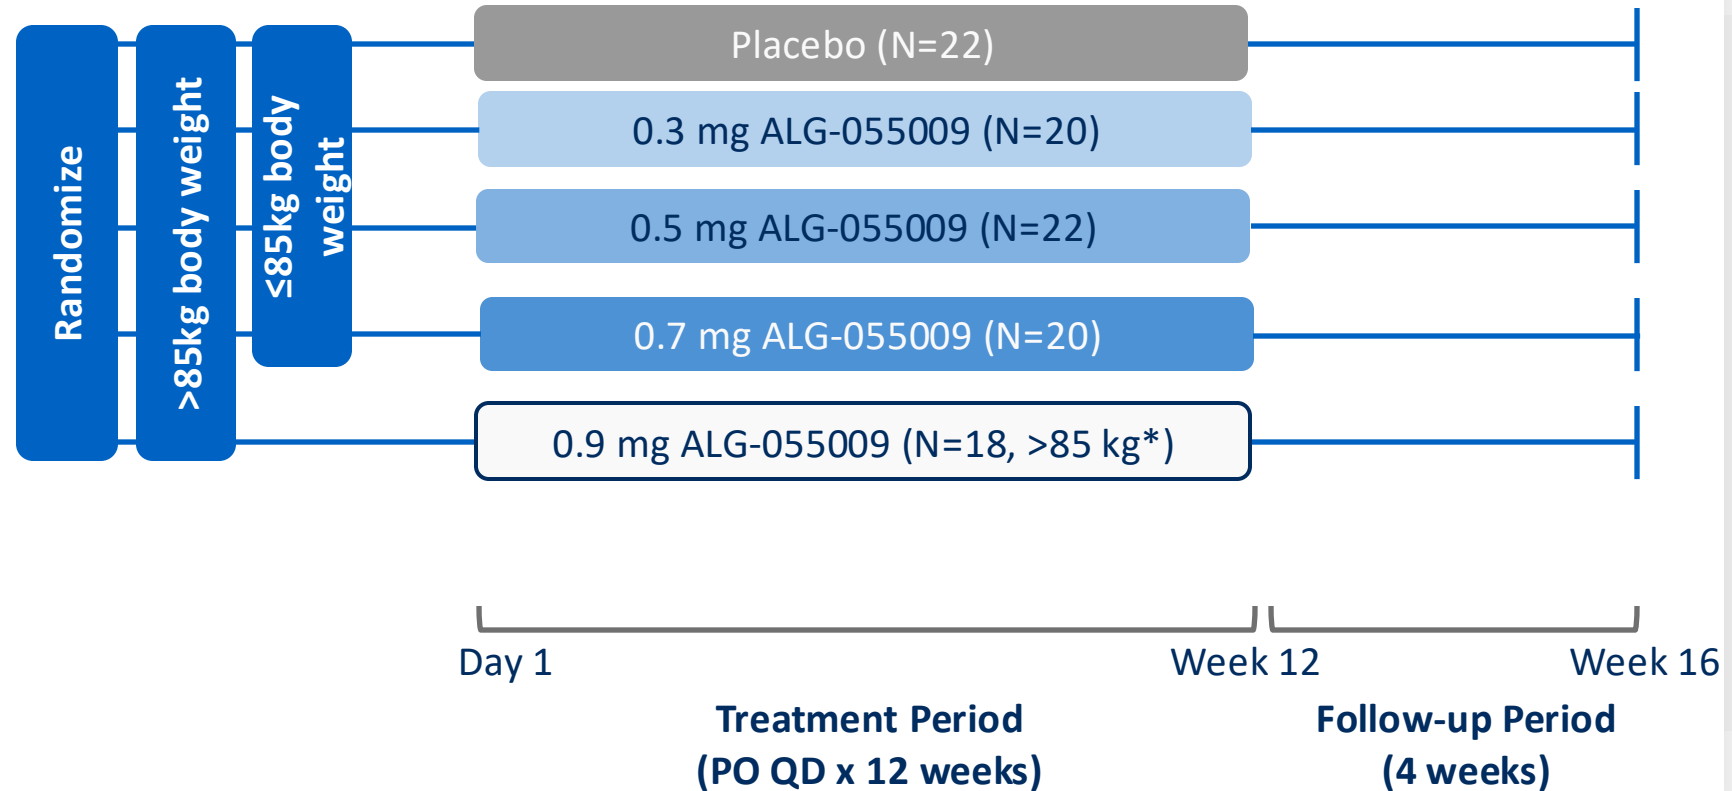 Randomize
>85kg body weight
≤85kg body
weight
Placebo (N=22)
0.3 mg ALG-055009 (N=20)
0.5 mg ALG-055009 (N=22)
0.7 mg ALG-055009 (N=20)
0.9 mg ALG-055009 (N=18, >85 kg*)
Day 1
Week 12
Week 16
Treatment Period
(PO QD x 12 weeks)
Follow-up Period
(4 weeks)